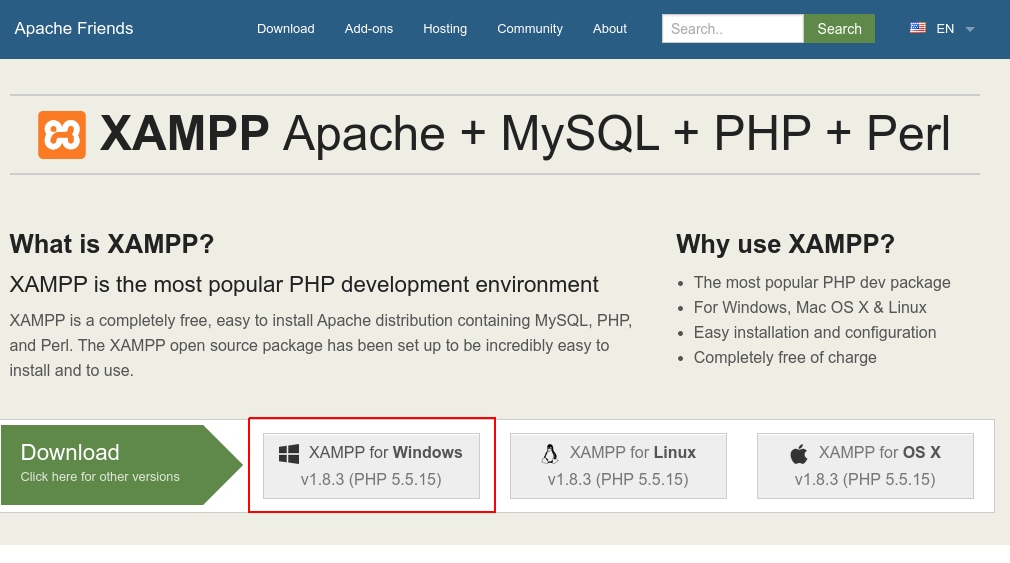 Apache Friends
Download Add-ons Hosting Community About
Search..
Search
EN
XAMPP Apache + MySQL + PHP + Perl
What is XAMPP?
XAMPP is the most popular PHP development environment
XAMPP is a completely free, easy to install Apache distribution containing MySQL, PHP,
and Perl. The XAMPP open source package has been set up to be incredibly easy to
install and to use.
Why use XAMPP?
The most popular PHP dev package
For Windows, Mac OS X & Linux
Easy installation and configuration
Completely free of charge
Download
Click here for other versions
XAMPP for Windows
v1.8.3 (PHP 5.5.15)
XAMPP for Linux
v1.8.3 (PHP 5.5.15)
XAMPP for OS X
v1.8.3 (PHP 5.5.15)